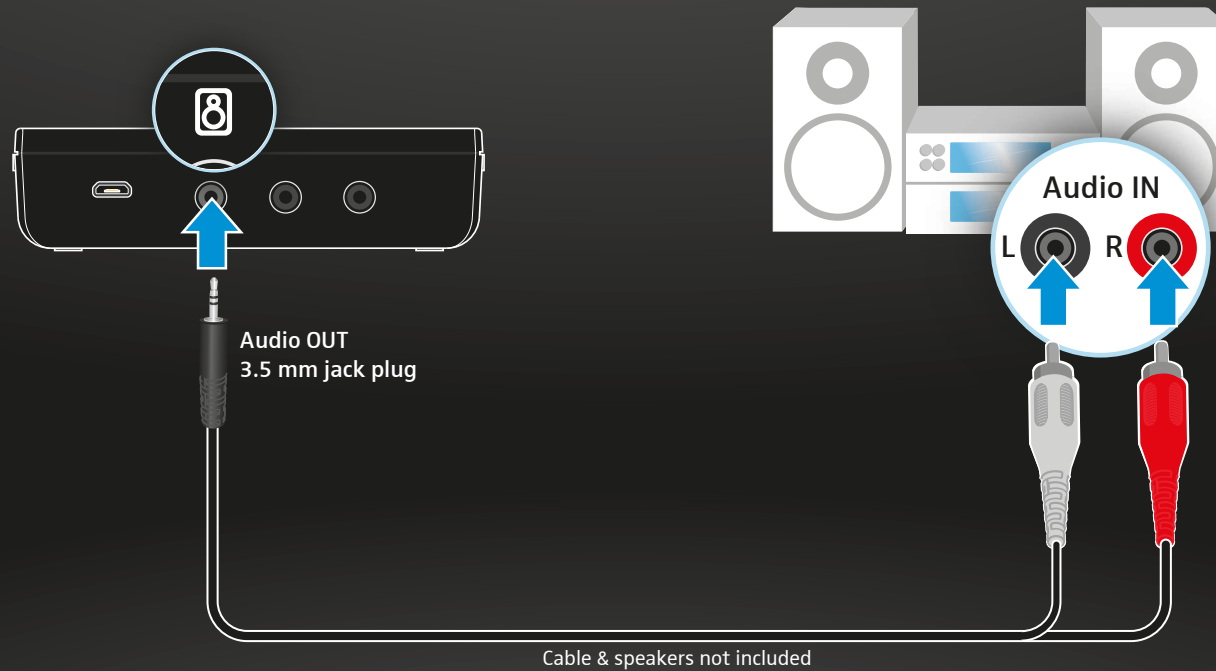 Audio IN
L
R
Audio OUT
3.5 mm jack plug
Cable & speakers not included